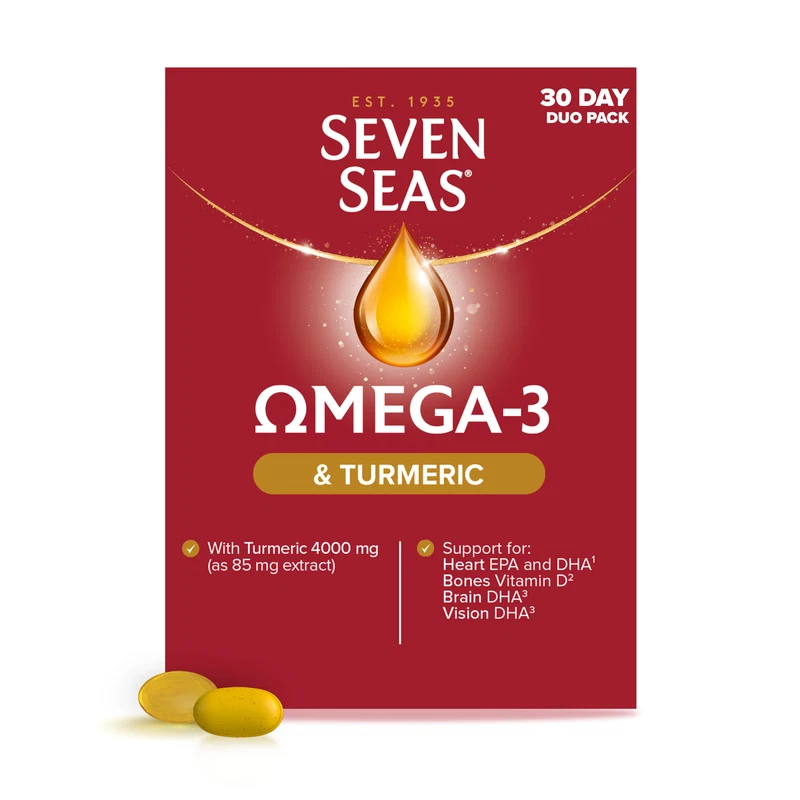 EST. 1935
SEVEN
SEAS®
30 DAY
DUO PACK
ΩMEGA-3
& TURMERIC
With Turmeric 4000 mg
(as 85 mg extract)
Support for:
Heart EPA and DHA¹
Bones Vitamin D²
Brain DHA³
Vision DHA³